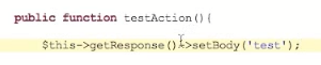 public function testAction(){
$this->getResponse()->setBody('test');